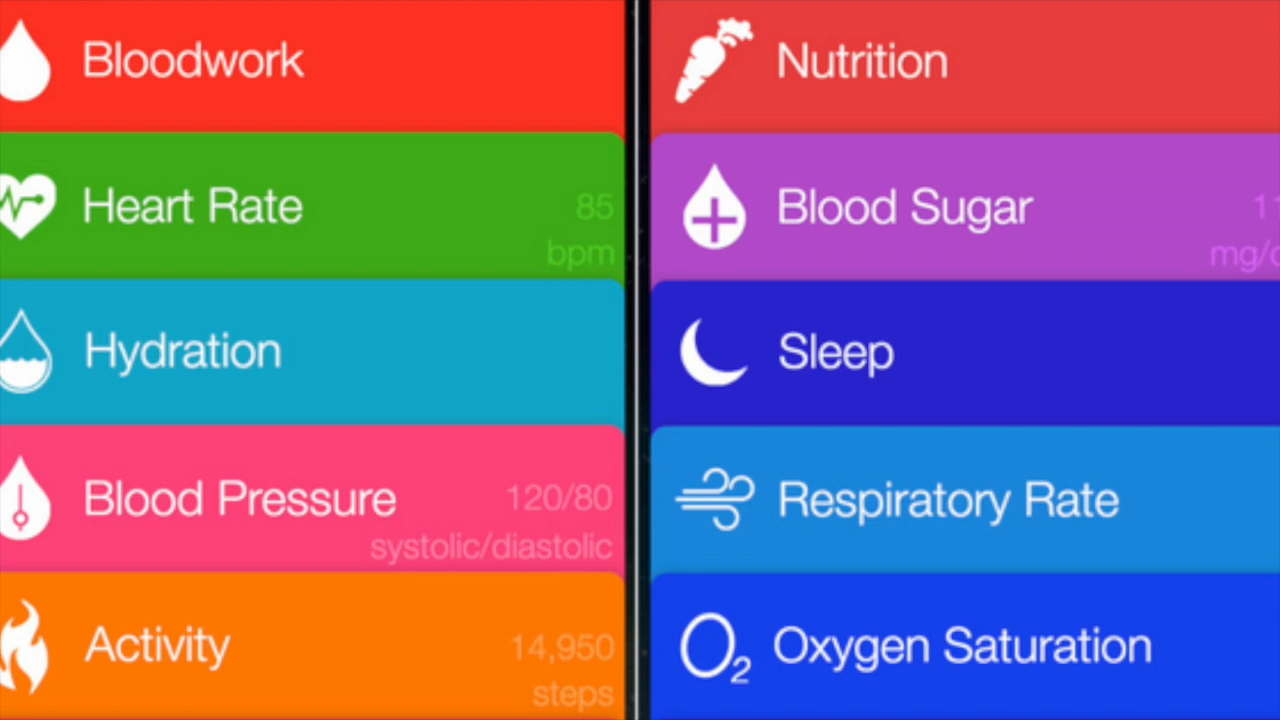 Bloodwork
Heart Rate
85
bpm
Hydration
Blood Pressure
120/80
systolic/diastolic
Activity
14,950
steps
Nutrition
Blood Sugar
Sleep
Respiratory Rate
O2
Oxygen Saturation